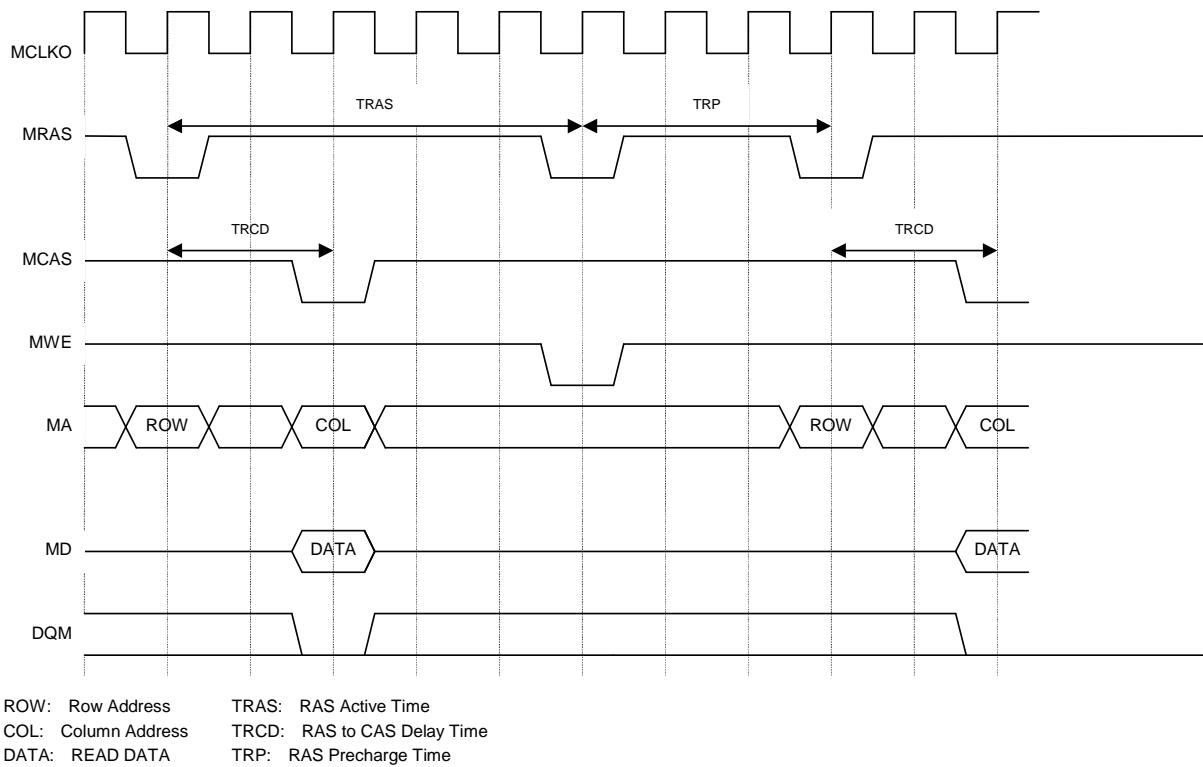 MCLKO
TRAS TRP
MRAS
TRCD TRCD
MCAS
MWE
MA ROW COL ROW COL
MD DATA DATA
DQM
ROW: Row Address TRAS: RAS Active Time
COL: Column Address TRCD: RAS to CAS Delay Time
DATA: READ DATA TRP: RAS Precharge Time